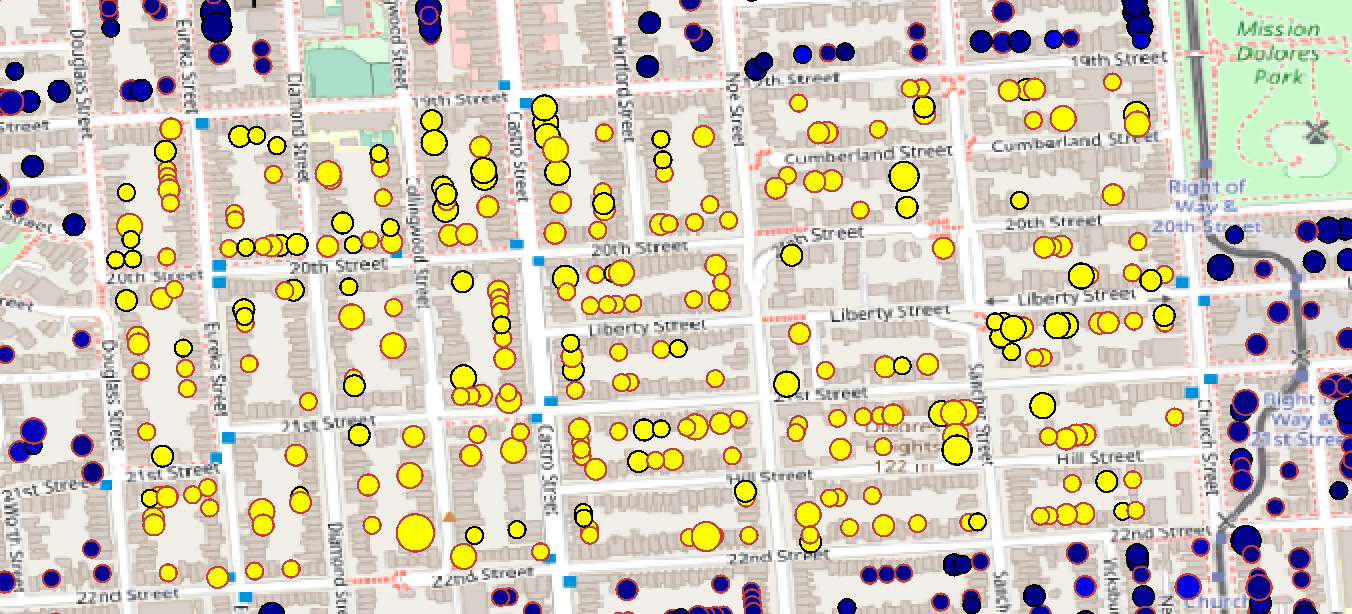 Mission
Dolores
Park
Douglass Street
Eureka Street
Diamond Street
19th Street
Castro Street
Hartford Street
Noe Street
19th Street
19th Street
Street
Cumberland Street
Cumberland Street
Right of
Way &
20th Street
20th Street
Street
20th Street
20th Street
20th Street
Collingwood Street
Liberty Street
Liberty Street
Liberty Street
Douglass Street
Eureka Street
21st Street
21st Street
Sanchez Street
Church Street
Right of
Way &
21st Street
Castro Street
Heights
122 m
Hill Street
Hill Street
21st Street
21st Street
Diamond
22nd Street
22nd Street
22nd Street
22nd Street
Church